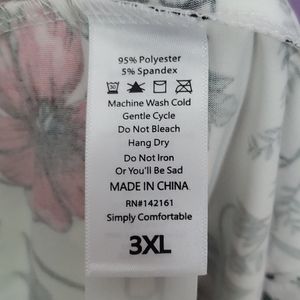 95% Polyester
5% Spandex
Machine Wash Cold
Gentle Cycle
Do Not Bleach
Hang Dry
Do Not Iron
Or You'll Be Sad
MADE IN CHINA
RN#142161
Simply Comfortable
3XL